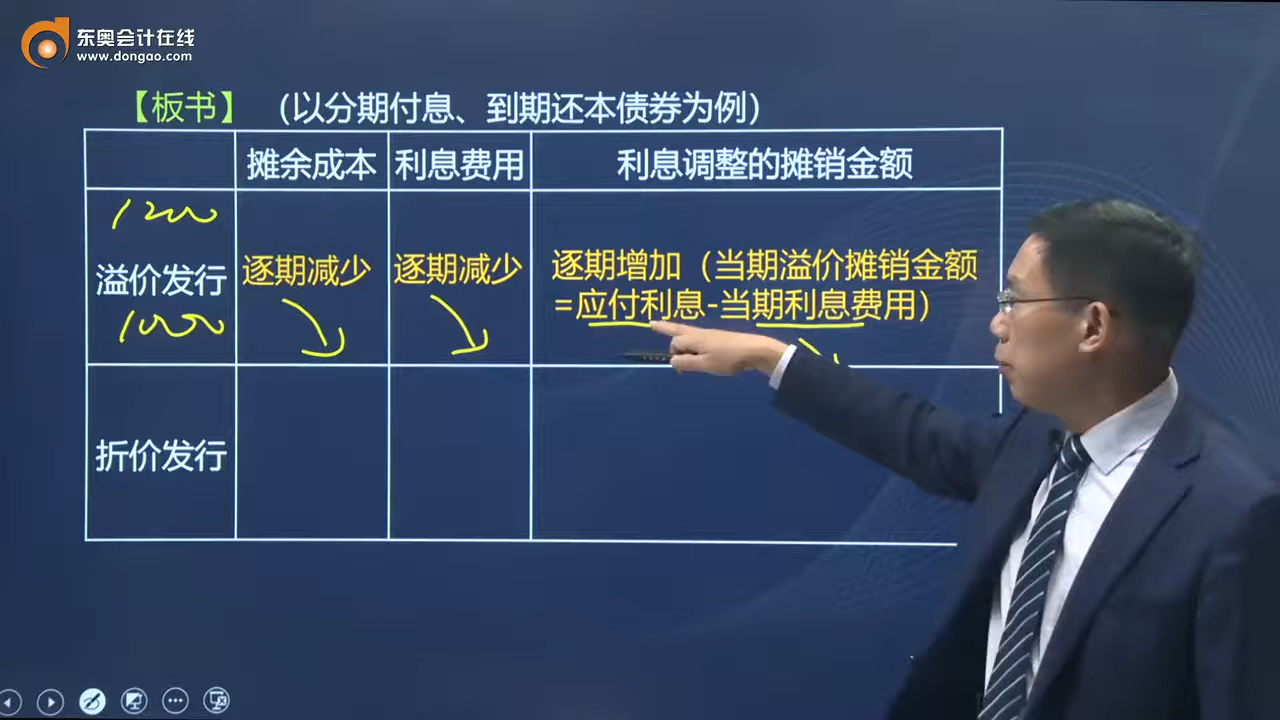 东奥会计在线
www.dongao.com
【板书】 （以分期付息、到期还本债券为例）
摊余成本 利息费用 利息调整的摊销金额
1200
溢价发行
1000
逐期减少
逐期减少
逐期增加（当期溢价摊销金额
=应付利息-当期利息费用）
折价发行